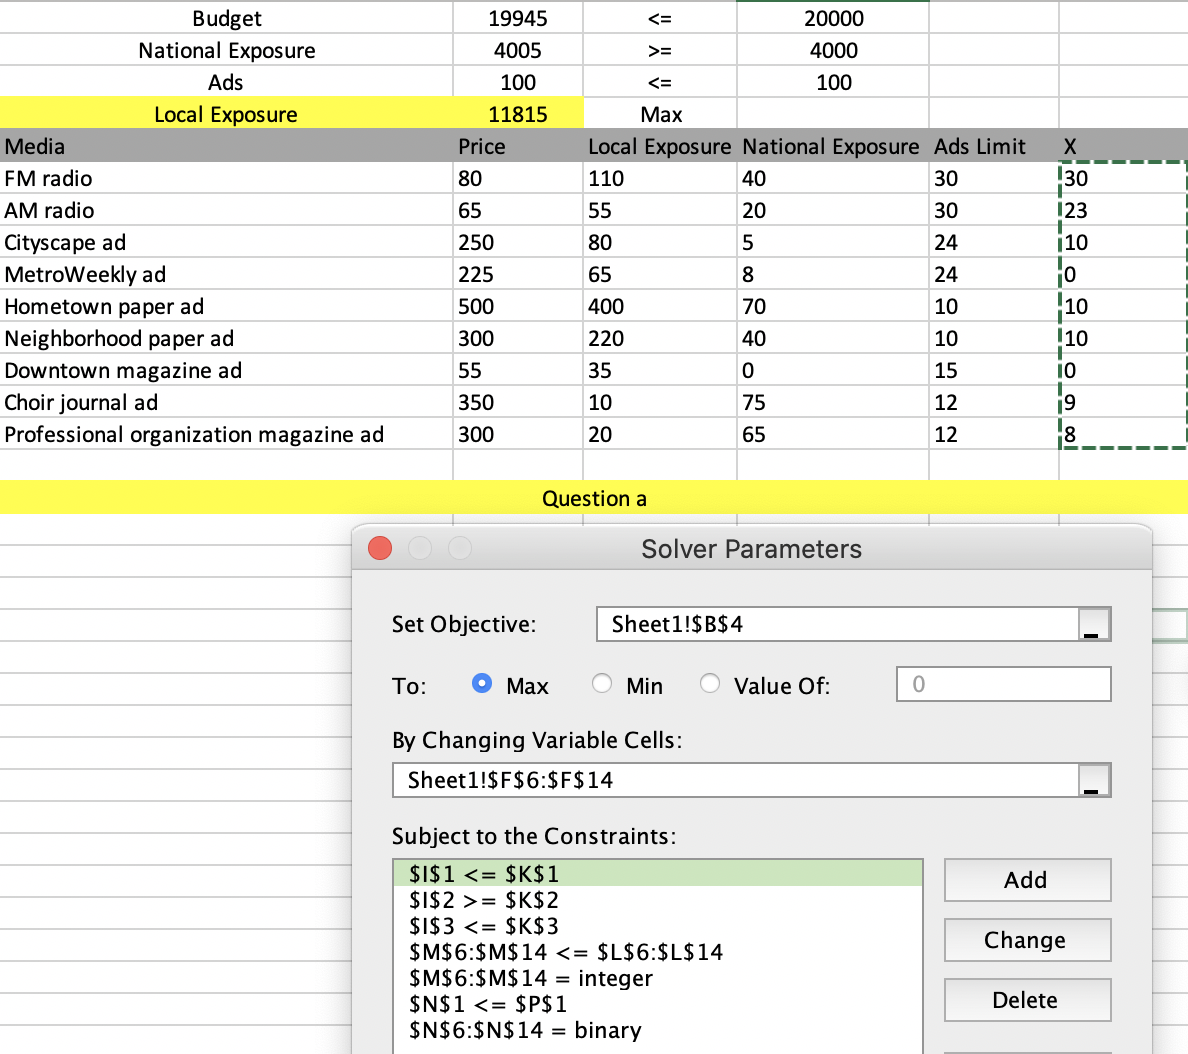 Budget 19945 <= 20000
National Exposure 4005 >= 4000
Ads 100 <= 100
Local Exposure 11815 Max
Media Price Local Exposure National Exposure Ads Limit X
FM radio 80 110 40 30 30
AM radio 65 55 20 30 23
Cityscape ad 250 80 5 24 10
MetroWeekly ad 225 65 8 24 0
Hometown paper ad 500 400 70 10 10
Neighborhood paper ad 300 220 40 10 10
Downtown magazine ad 55 35 0 15 0
Choir journal ad 350 10 75 12 9
Professional organization magazine ad 300 20 65 12 8
Question a
Solver Parameters
Set Objective: Sheet1!$B$4
To: Max Min Value Of: 0
By Changing Variable Cells:
Sheet1!$F$6:$F$14
Subject to the Constraints:
$I$1 <= $K$1
Add
$I$2 >= $K$2
$I$3 <= $K$3
Change
$M$6:$M$14 <= $L$6:$L$14
$M$6:$M$14 = integer
Delete
$N$1 <= $P$1
$N$6:$N$14 = binary